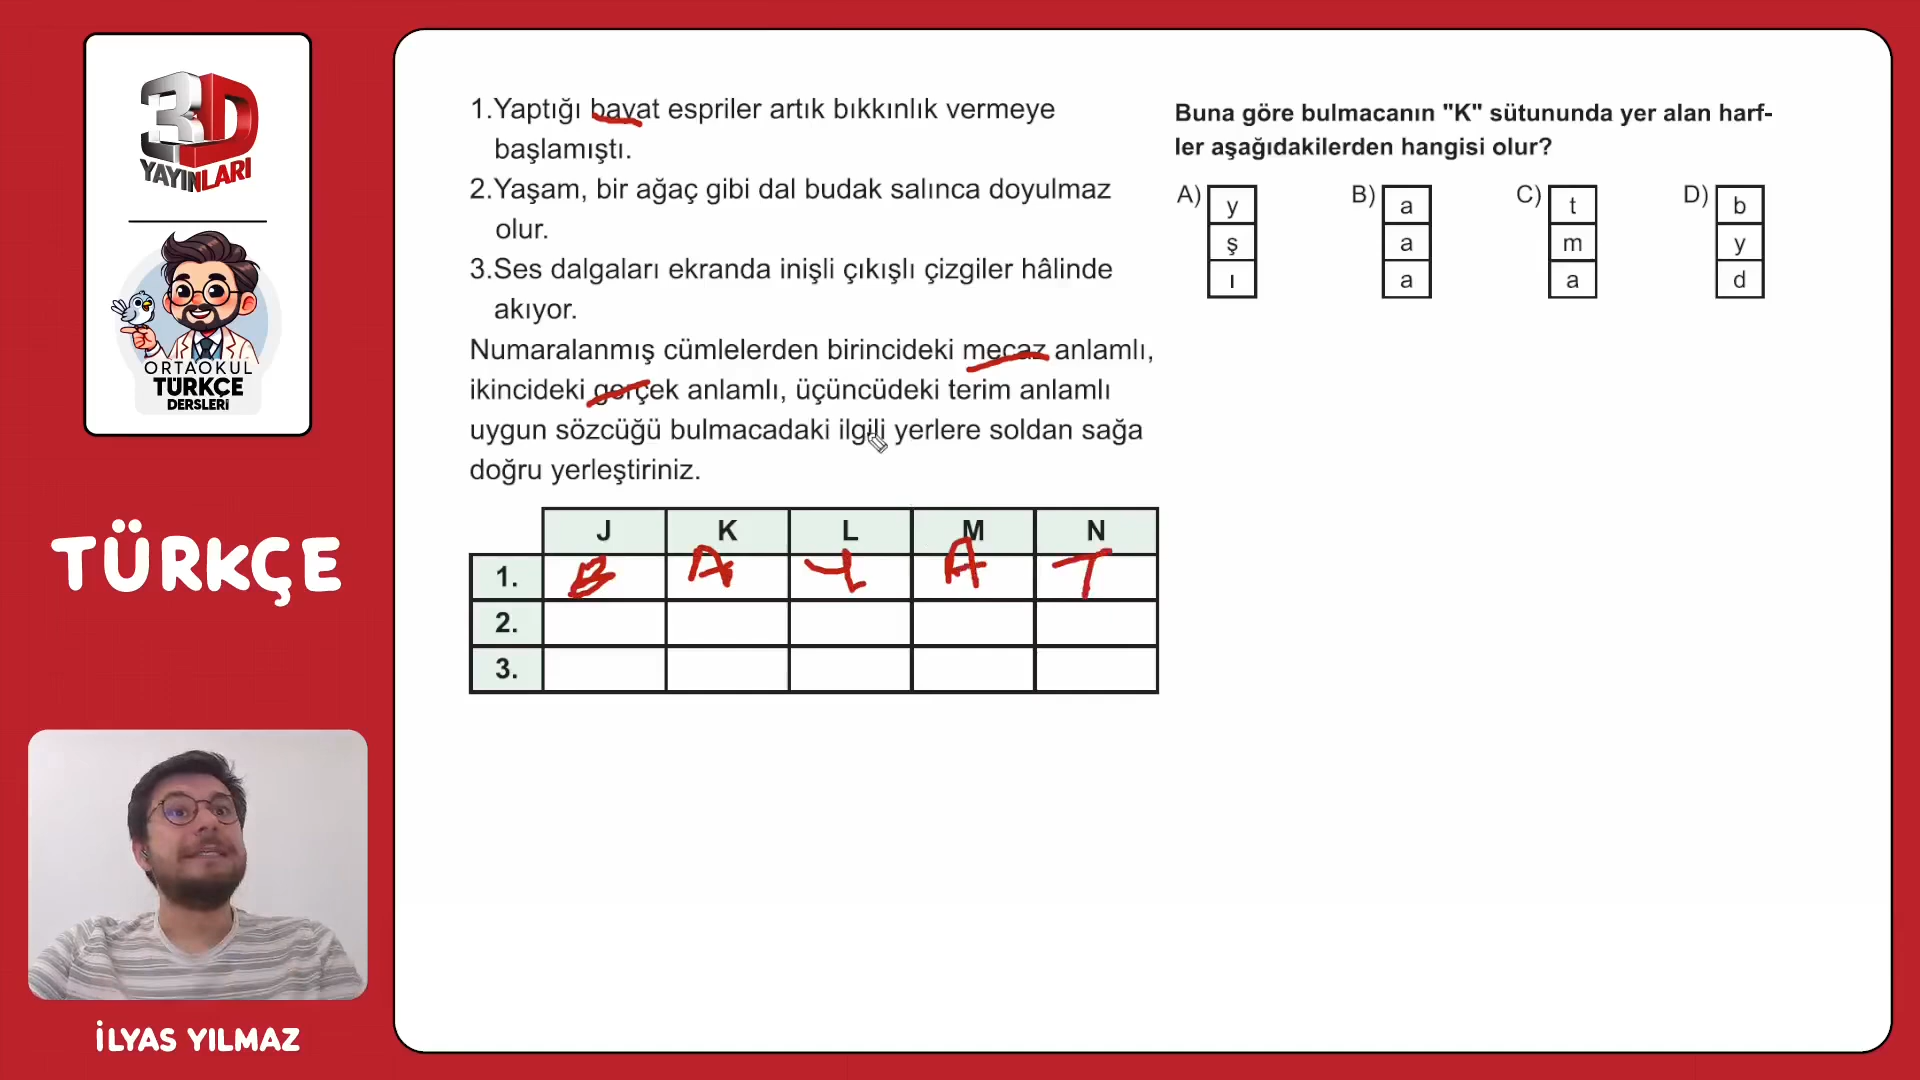 3D
YAYINLARI
ORTAOKUL
TÜRKÇE
DERSLERİ
TÜRKÇE
İLYAS YILMAZ
1.Yaptığı bayat espriler artık bıkkınlık vermeye
başlamıştı.
2.Yaşam, bir ağaç gibi dal budak salınca doyulmaz
olur.
3.Ses dalgaları ekranda inişli çıkışlı çizgiler hâlinde
akıyor.
Numaralanmış cümlelerden birincideki mecaz anlamlı,
ikincideki gerçek anlamlı, üçüncüdeki terim anlamlı
uygun sözcüğü bulmacadaki ilgili yerlere soldan sağa
doğru yerleştiriniz.
J K L M N
1. B A Y A T
2.
3.
Buna göre bulmacanın "K" sütununda yer alan harf-
ler aşağıdakilerden hangisi olur?
A) y ş ı
B) a a a
C) t m a
D) b y d